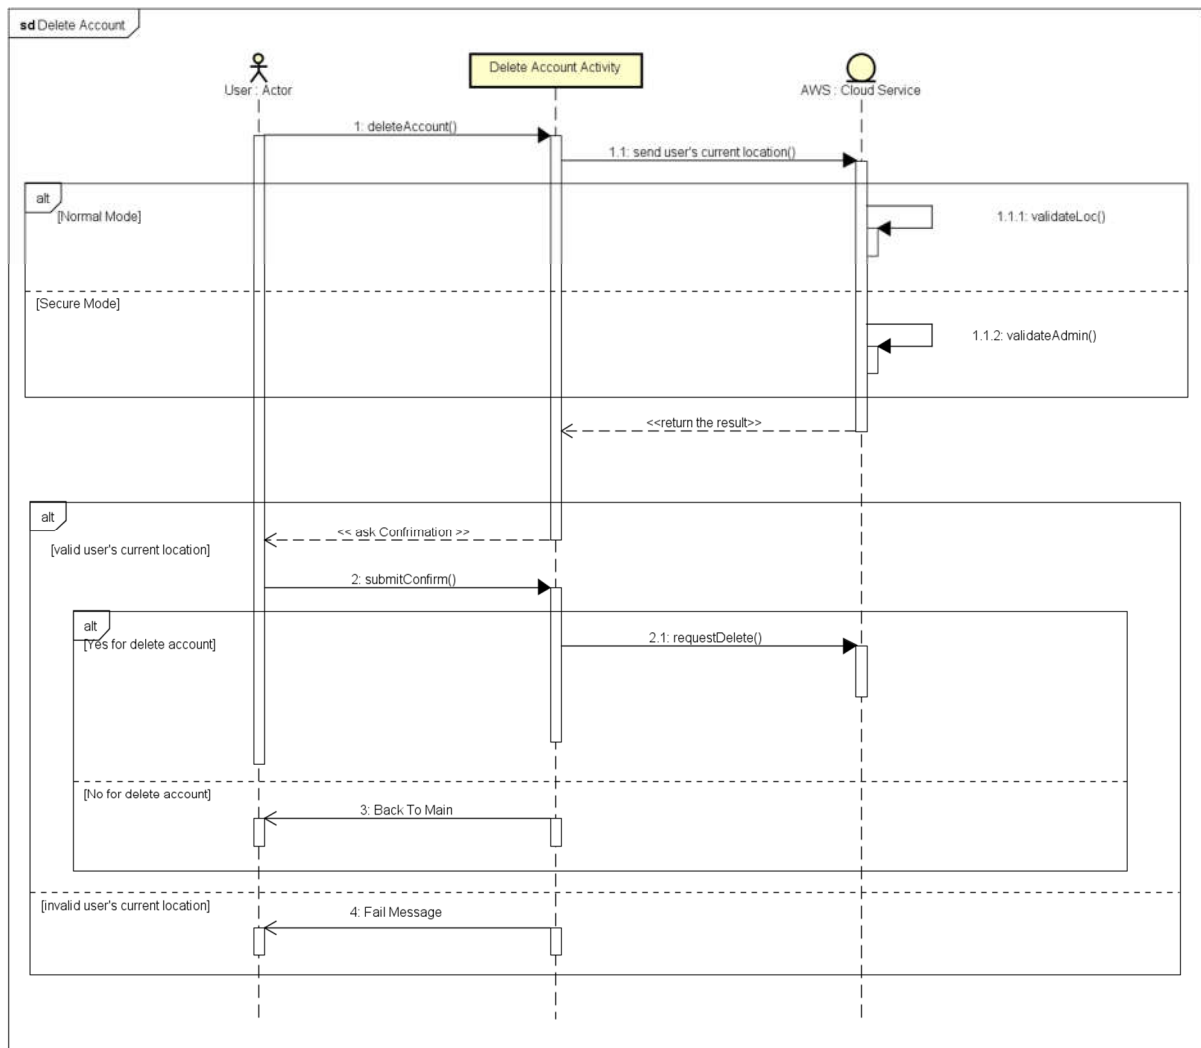 sd Delete Account
User : Actor
Delete Account Activity
AWS : Cloud Service
1: deleteAccount()
1.1: send user's current location()
alt
[Normal Mode]
1.1.1: validateLoc()
[Secure Mode]
1.1.2: validateAdmin()
<<return the result>>
alt
<< ask Confrimation >>
[valid user's current location]
2: submitConfirm()
alt
[Yes for delete account]
2.1: requestDelete()
[No for delete account]
3: Back To Main
[invalid user's current location]
4: Fail Message